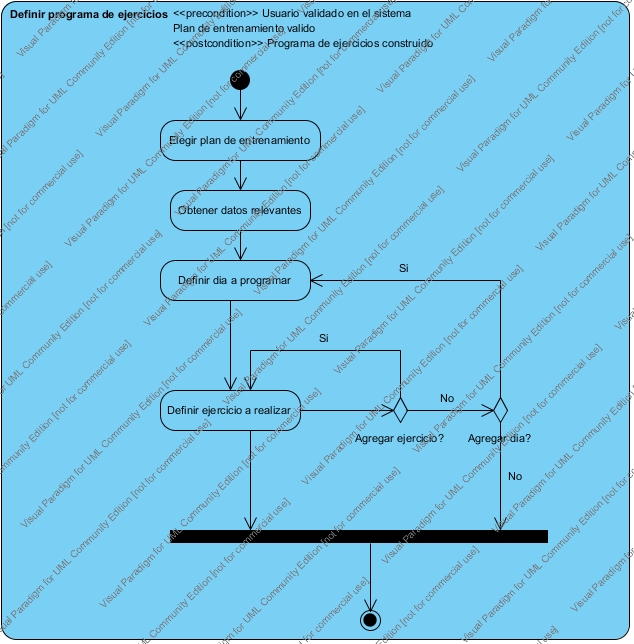 Definir programa de ejercicios <<precondition>> Usuario validado en el sistema
Plan de entrenamiento valido
<<postcondition>> Programa de ejercicios construido
Elegir plan de entrenamiento
Obtener datos relevantes
Si
Definir dia a programar
Si
No
Definir ejercicio a realizar
Agregar ejercicio?
Agregar dia?
No
Visual Paradigm for UML Community Edition [not for commercial use]